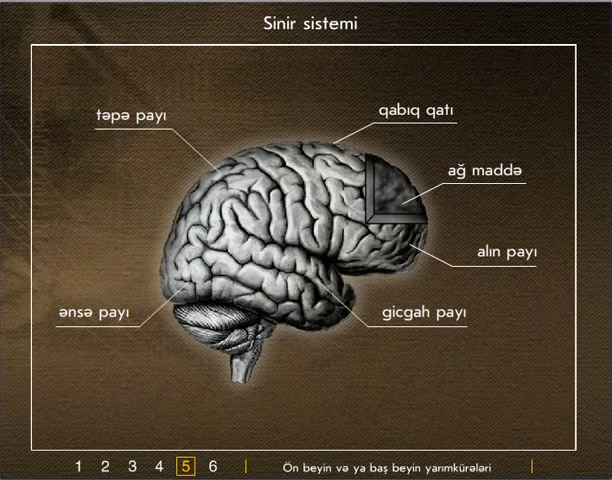 Sinir sistemi
təpə payı
qabıq qatı
ağ maddə
alın payı
ənsə payı
gicgah payı
1 2 3 4 5 6
Ön beyin və ya baş beyin yarımkürələri